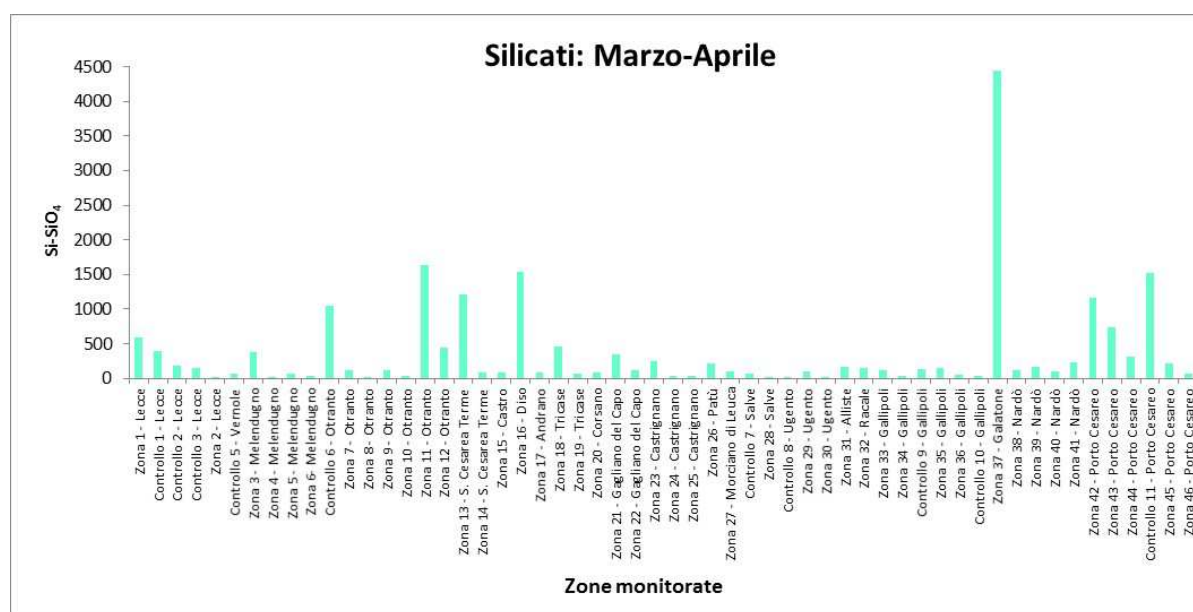 Silicati: Marzo-Aprile
Si-SiO₄
4500
4000
3500
3000
2500
2000
1500
1000
500
0
Zona 1 - Lecce
Controllo 1 - Lecce
Controllo 2 - Lecce
Controllo 3 - Lecce
Zona 2 - Lecce
Controllo 5 - Vernole
Zona 3 - Melendugno
Zona 4 - Melendugno
Zona 5 - Melendugno
Zona 6- Melendugno
Controllo 6 - Otranto
Zona 7 - Otranto
Zona 8 - Otranto
Zona 9 - Otranto
Zona 10 - Otranto
Zona 11 - Otranto
Zona 12 - Otranto
Zona 13 - S. Cesarea Terme
Zona 14 - S. Cesarea Terme
Zona 15 - Castro
Zona 16 - Diso
Zona 17 - Andrano
Zona 18 - Tricase
Zona 19 - Tricase
Zona 20 - Corsano
Zona 21 - Gagliano del Capo
Zona 22 - Gagliano del Capo
Zona 23 - Castrignano
Zona 24 - Castrignano
Zona 25 - Castrignano
Zona 26 - Patù
Zona 27 - Morciano di Leuca
Controllo 7 - Salve
Zona 28 - Salve
Controllo 8 - Ugento
Zona 29 - Ugento
Zona 30 - Ugento
Zona 31 - Alliste
Zona 32 - Racale
Zona 33 - Gallipoli
Zona 34 - Gallipoli
Controllo 9 - Gallipoli
Zona 35 - Gallipoli
Zona 36 - Gallipoli
Controllo 10 - Gallipoli
Zona 37 - Galatone
Zona 38 - Nardò
Zona 39 - Nardò
Zona 40 - Nardò
Zona 41 - Nardò
Zona 42 - Porto Cesareo
Zona 43 - Porto Cesareo
Zona 44 - Porto Cesareo
Controllo 11 - Porto Cesareo
Zona 45 - Porto Cesareo
Zona 46 - Porto Cesareo
Zone monitorate